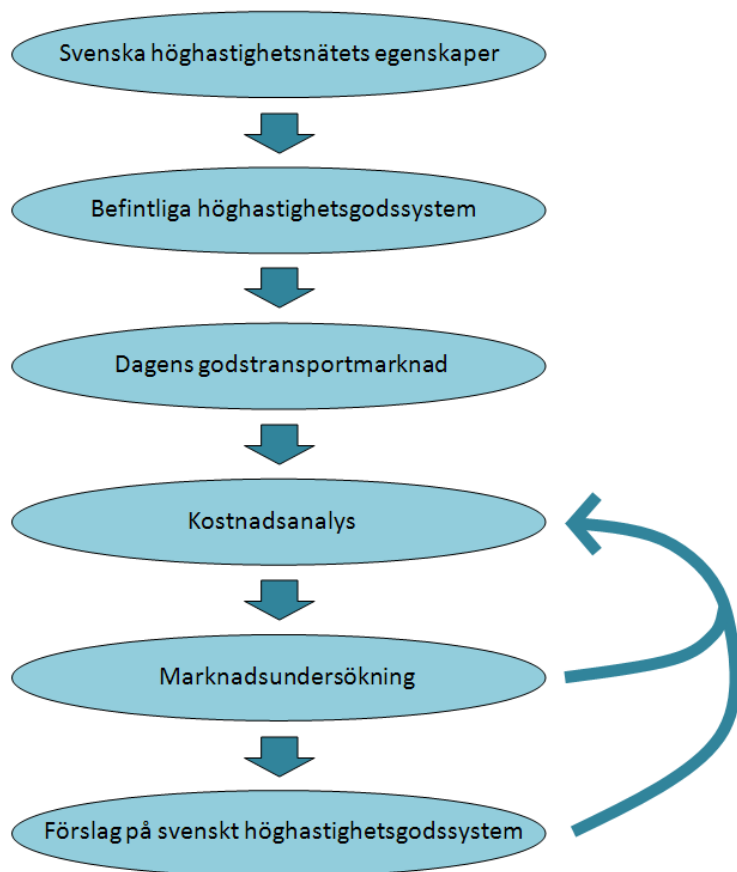 Svenska höghastighetsnätets egenskaper
Befintliga höghastighetsgodssystem
Dagens godstransportmarknad
Kostnadsanalys
Marknadsundersökning
Förslag på svenskt höghastighetsgodssystem